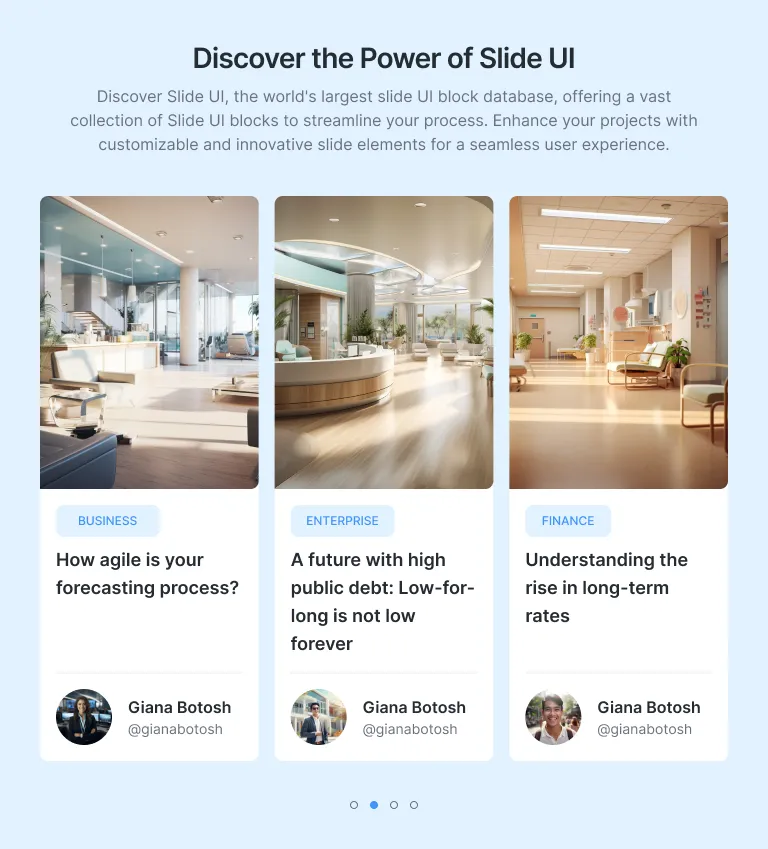 Discover the Power of Slide UI
Discover Slide UI, the world's largest slide UI block database, offering a vast
collection of Slide UI blocks to streamline your process. Enhance your projects with
customizable and innovative slide elements for a seamless user experience.
BUSINESS
How agile is your
forecasting process?
Giana Botosh
@gianabotosh
ENTERPRISE
A future with high
public debt: Low-for-
long is not low
forever
Giana Botosh
@gianabotosh
FINANCE
Understanding the
rise in long-term
rates
Giana Botosh
@gianabotosh